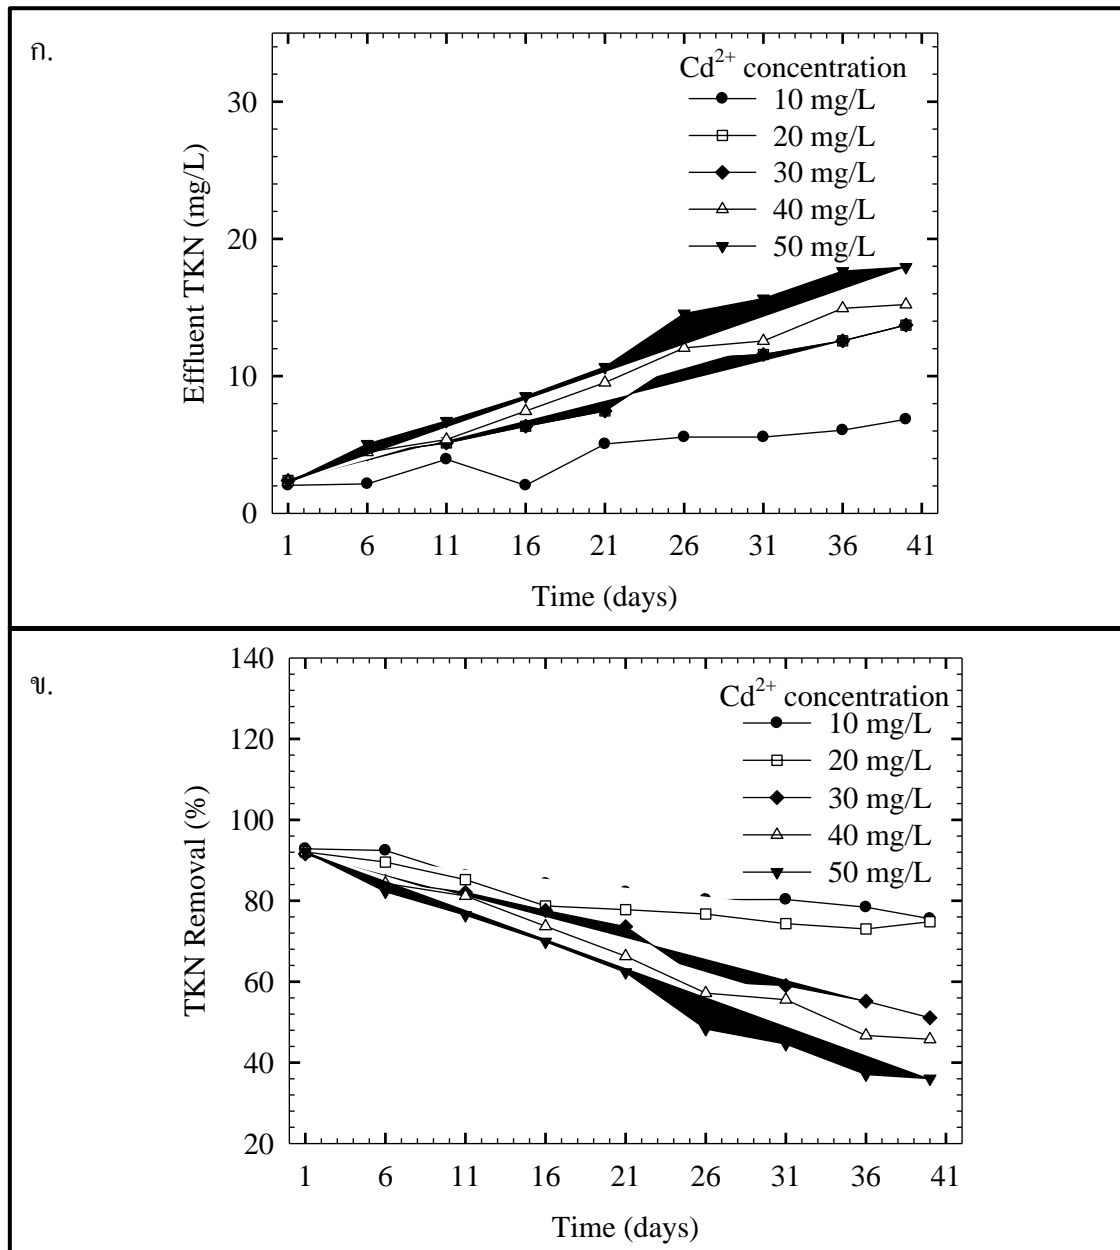 ก.
Cd²⁺ concentration
10 mg/L
20 mg/L
30 mg/L
40 mg/L
50 mg/L
Effluent TKN (mg/L)
30
20
10
0
1 6 11 16 21 26 31 36 41
Time (days)
ข.
Cd²⁺ concentration
10 mg/L
20 mg/L
30 mg/L
40 mg/L
50 mg/L
TKN Removal (%)
140
120
100
80
60
40
20
1 6 11 16 21 26 31 36 41
Time (days)